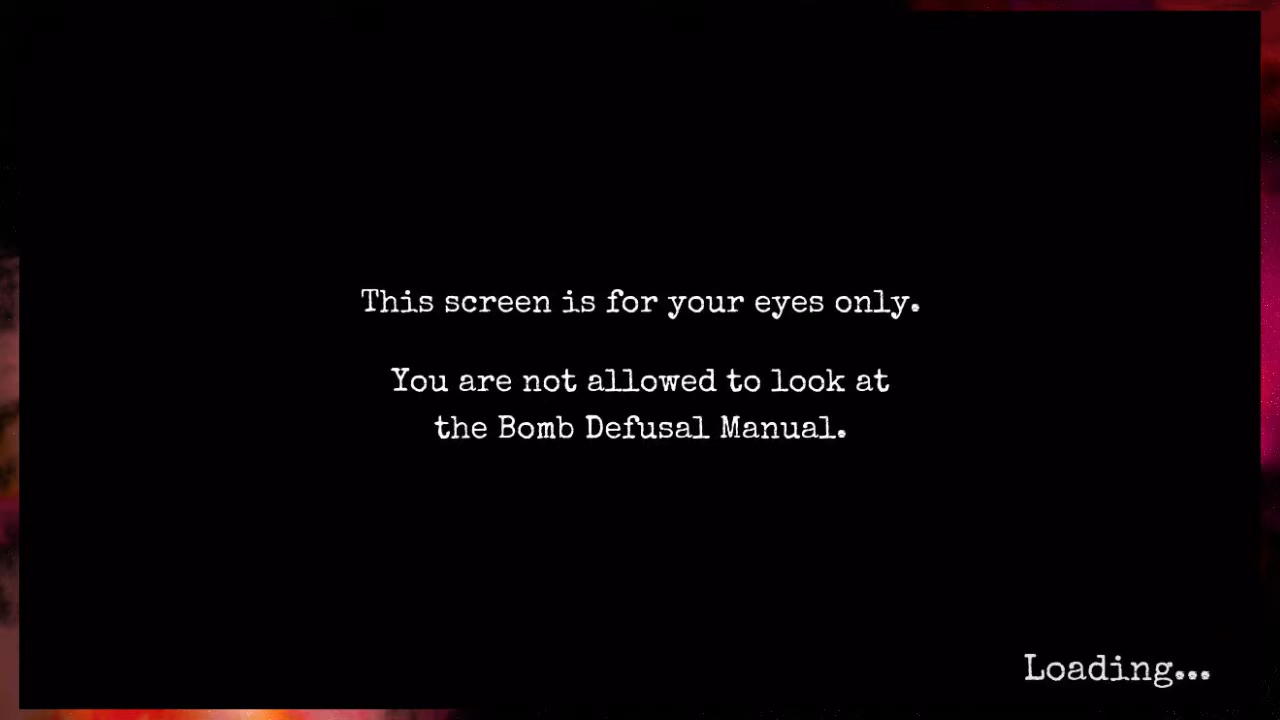 This screen is for your eyes only.
You are not allowed to look at
the Bomb Defusal Manual.
Loading...